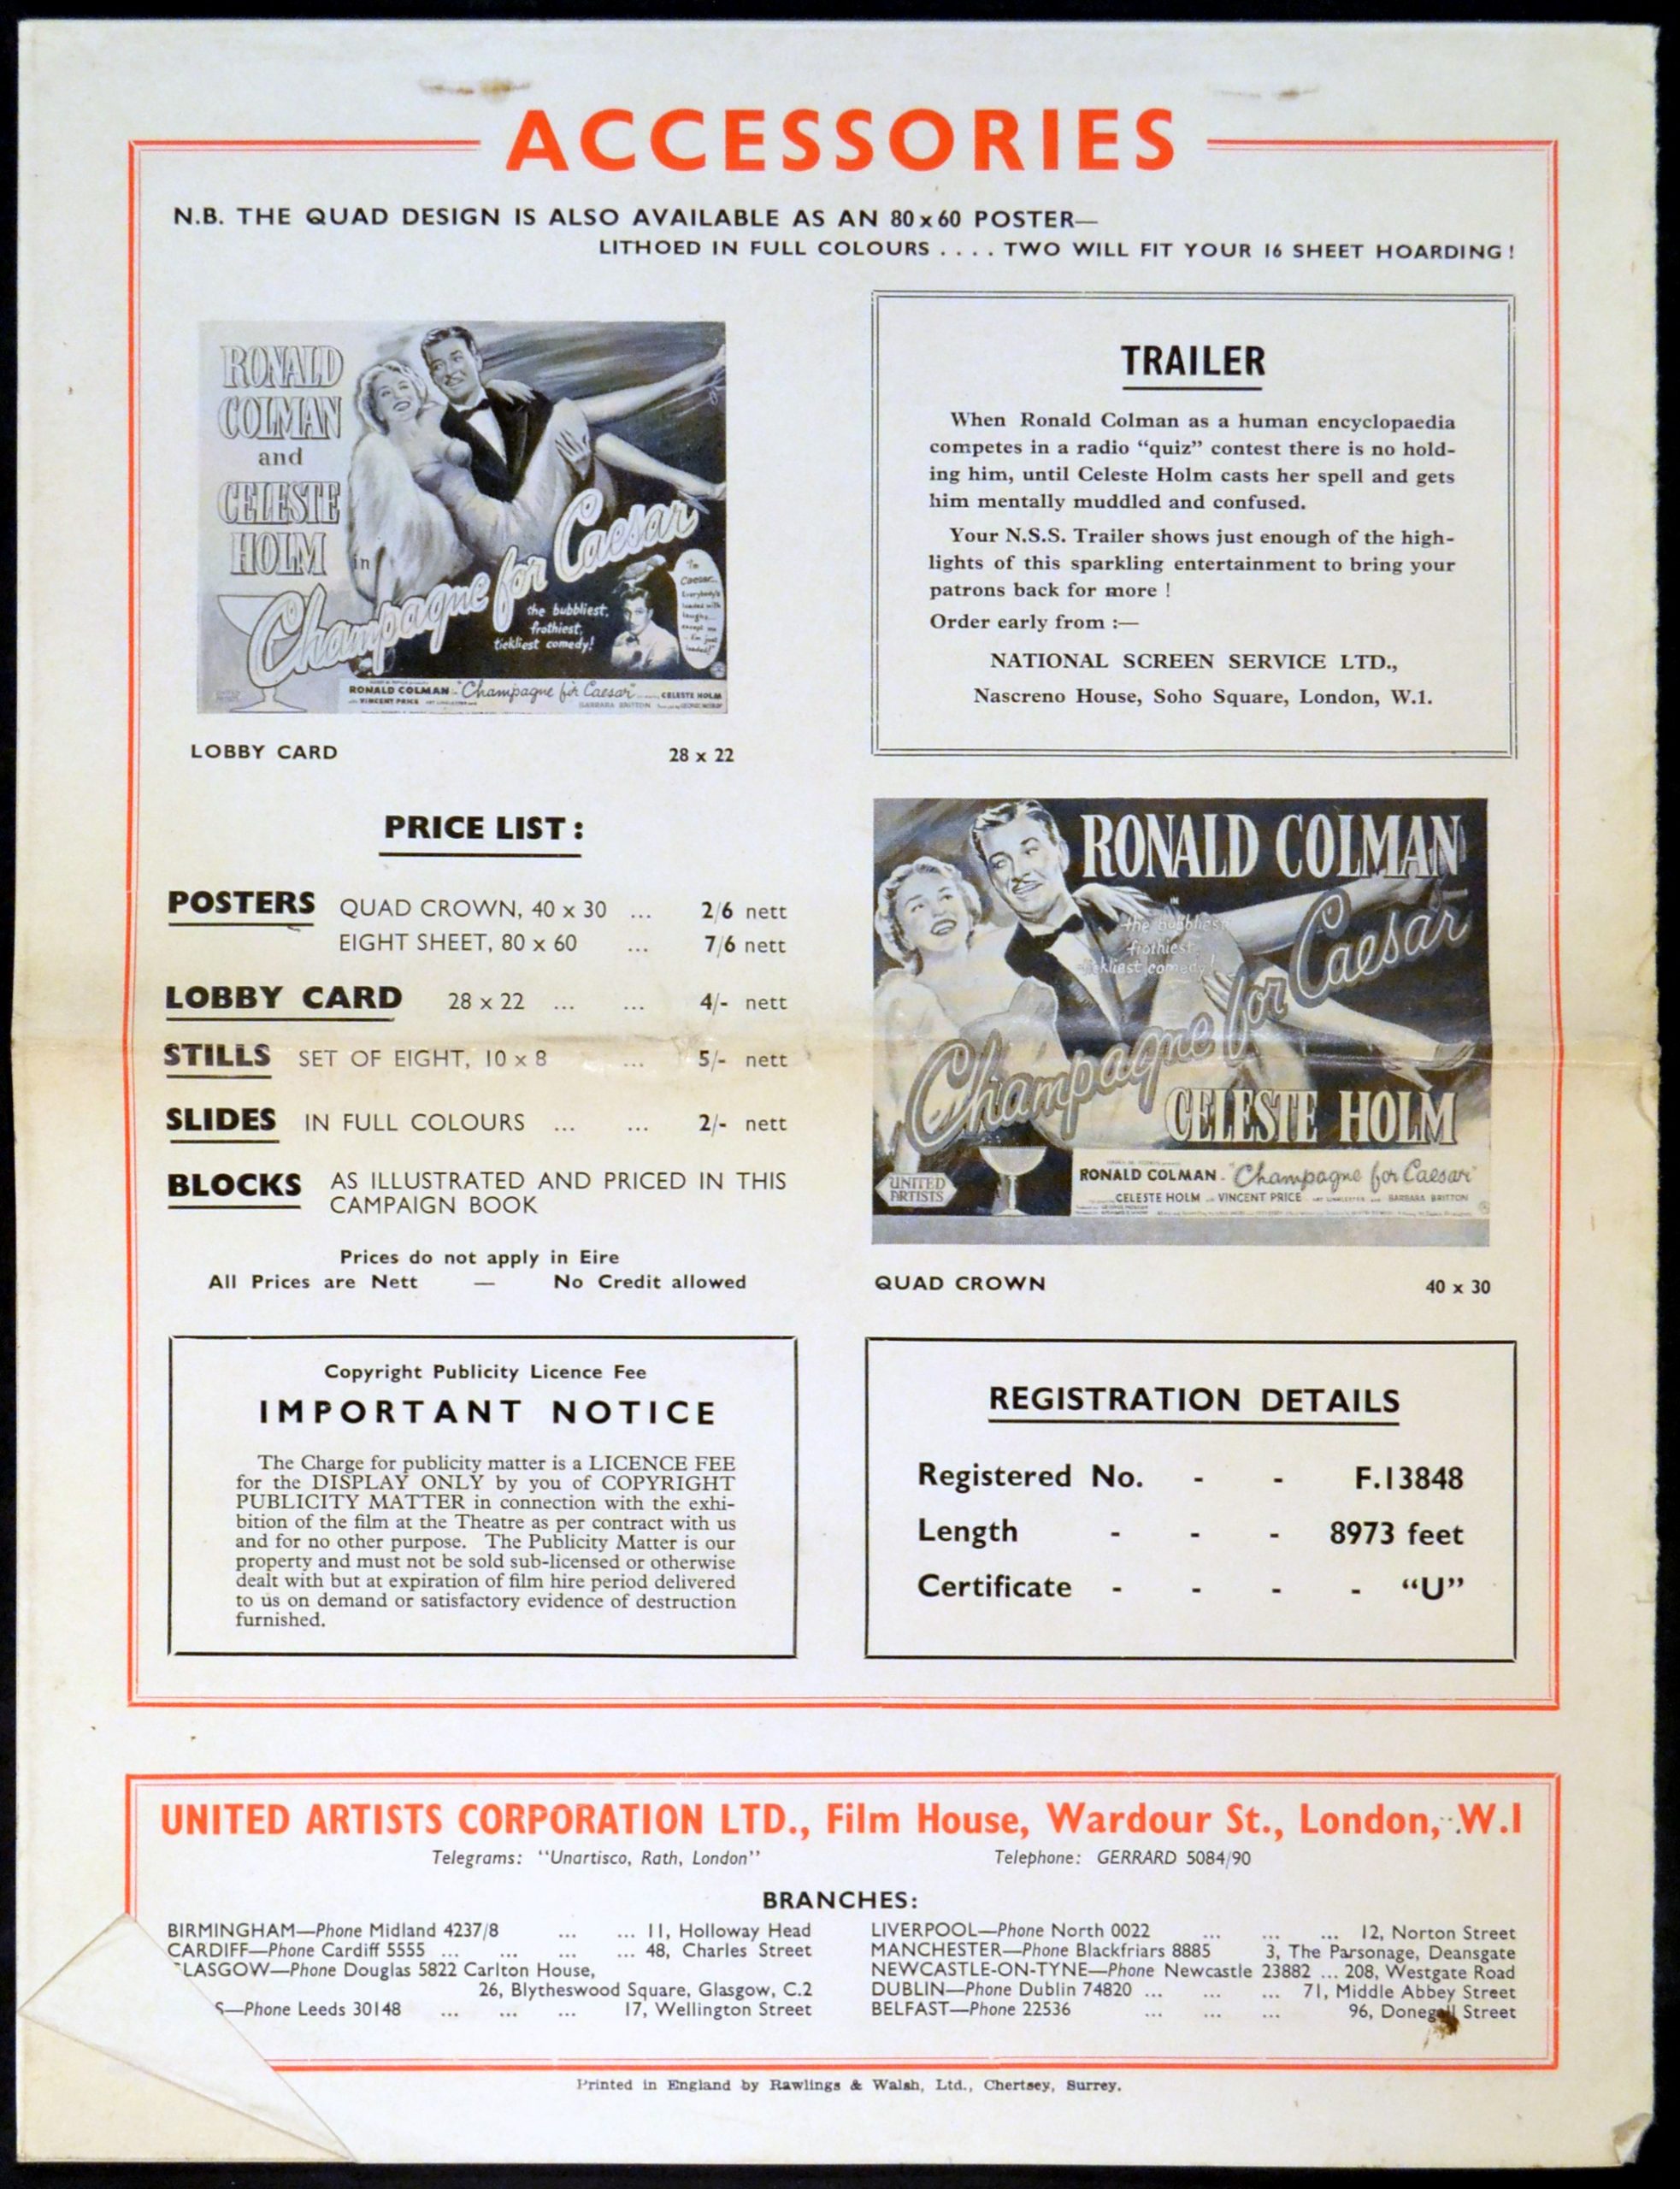 ACCESSORIES
N.B. THE QUAD DESIGN IS ALSO AVAILABLE AS AN 80 x 60 POSTER—
LITHOED IN FULL COLOURS . . . . TWO WILL FIT YOUR 16 SHEET HOARDING !
RONALD
COLMAN
and
CELESTE
HOLM
in
Champagne for Caesar
the bubbliest,
frothiest,
tickliest comedy!
RONALD COLMAN "Champagne for Caesar" CELESTE HOLM
VINCENT PRICE BARBARA BRITTON
LOBBY CARD 28 x 22
TRAILER
When Ronald Colman as a human encyclopaedia
competes in a radio "quiz" contest there is no hold-
ing him, until Celeste Holm casts her spell and gets
him mentally muddled and confused.
Your N.S.S. Trailer shows just enough of the high-
lights of this sparkling entertainment to bring your
patrons back for more !
Order early from :—
NATIONAL SCREEN SERVICE LTD.,
Nascreno House, Soho Square, London, W.1.
PRICE LIST :
POSTERS QUAD CROWN, 40 x 30 ... 2/6 nett
EIGHT SHEET, 80 x 60 ... 7/6 nett
LOBBY CARD 28 x 22 ... ... 4/- nett
STILLS SET OF EIGHT, 10 x 8 ... 5/- nett
SLIDES IN FULL COLOURS ... ... 2/- nett
BLOCKS AS ILLUSTRATED AND PRICED IN THIS
CAMPAIGN BOOK
Prices do not apply in Eire
All Prices are Nett — No Credit allowed
RONALD COLMAN
IN
the bubbliest,
frothiest,
tickliest comedy!
Champagne for Caesar
CELESTE HOLM
UNITED
ARTISTS
RONALD COLMAN - "Champagne for Caesar"
CELESTE HOLM VINCENT PRICE BARBARA BRITTON
QUAD CROWN 40 x 30
Copyright Publicity Licence Fee
IMPORTANT NOTICE
The Charge for publicity matter is a LICENCE FEE
for the DISPLAY ONLY by you of COPYRIGHT
PUBLICITY MATTER in connection with the exhi-
bition of the film at the Theatre as per contract with us
and for no other purpose. The Publicity Matter is our
property and must not be sold sub-licensed or otherwise
dealt with but at expiration of film hire period delivered
to us on demand or satisfactory evidence of destruction
furnished.
REGISTRATION DETAILS
Registered No. - - F.13848
Length - - - 8973 feet
Certificate - - - - "U"
UNITED ARTISTS CORPORATION LTD., Film House, Wardour St., London, W.I
Telegrams: "Unartisco, Rath, London" Telephone: GERRARD 5084/90
BRANCHES:
BIRMINGHAM—Phone Midland 4237/8 ... ... 11, Holloway Head
CARDIFF—Phone Cardiff 5555 ... ... ... ... 48, Charles Street
LASGOW—Phone Douglas 5822 Carlton House,
26, Blytheswood Square, Glasgow, C.2
S—Phone Leeds 30148 ... ... ... 17, Wellington Street
LIVERPOOL—Phone North 0022 ... ... ... 12, Norton Street
MANCHESTER—Phone Blackfriars 8885 3, The Parsonage, Deansgate
NEWCASTLE-ON-TYNE—Phone Newcastle 23882 ... 208, Westgate Road
DUBLIN—Phone Dublin 74820 ... ... ... 71, Middle Abbey Street
BELFAST—Phone 22536 ... ... ... 96, Donegall Street
Printed in England by Rawlings & Walsh, Ltd., Chertsey, Surrey.